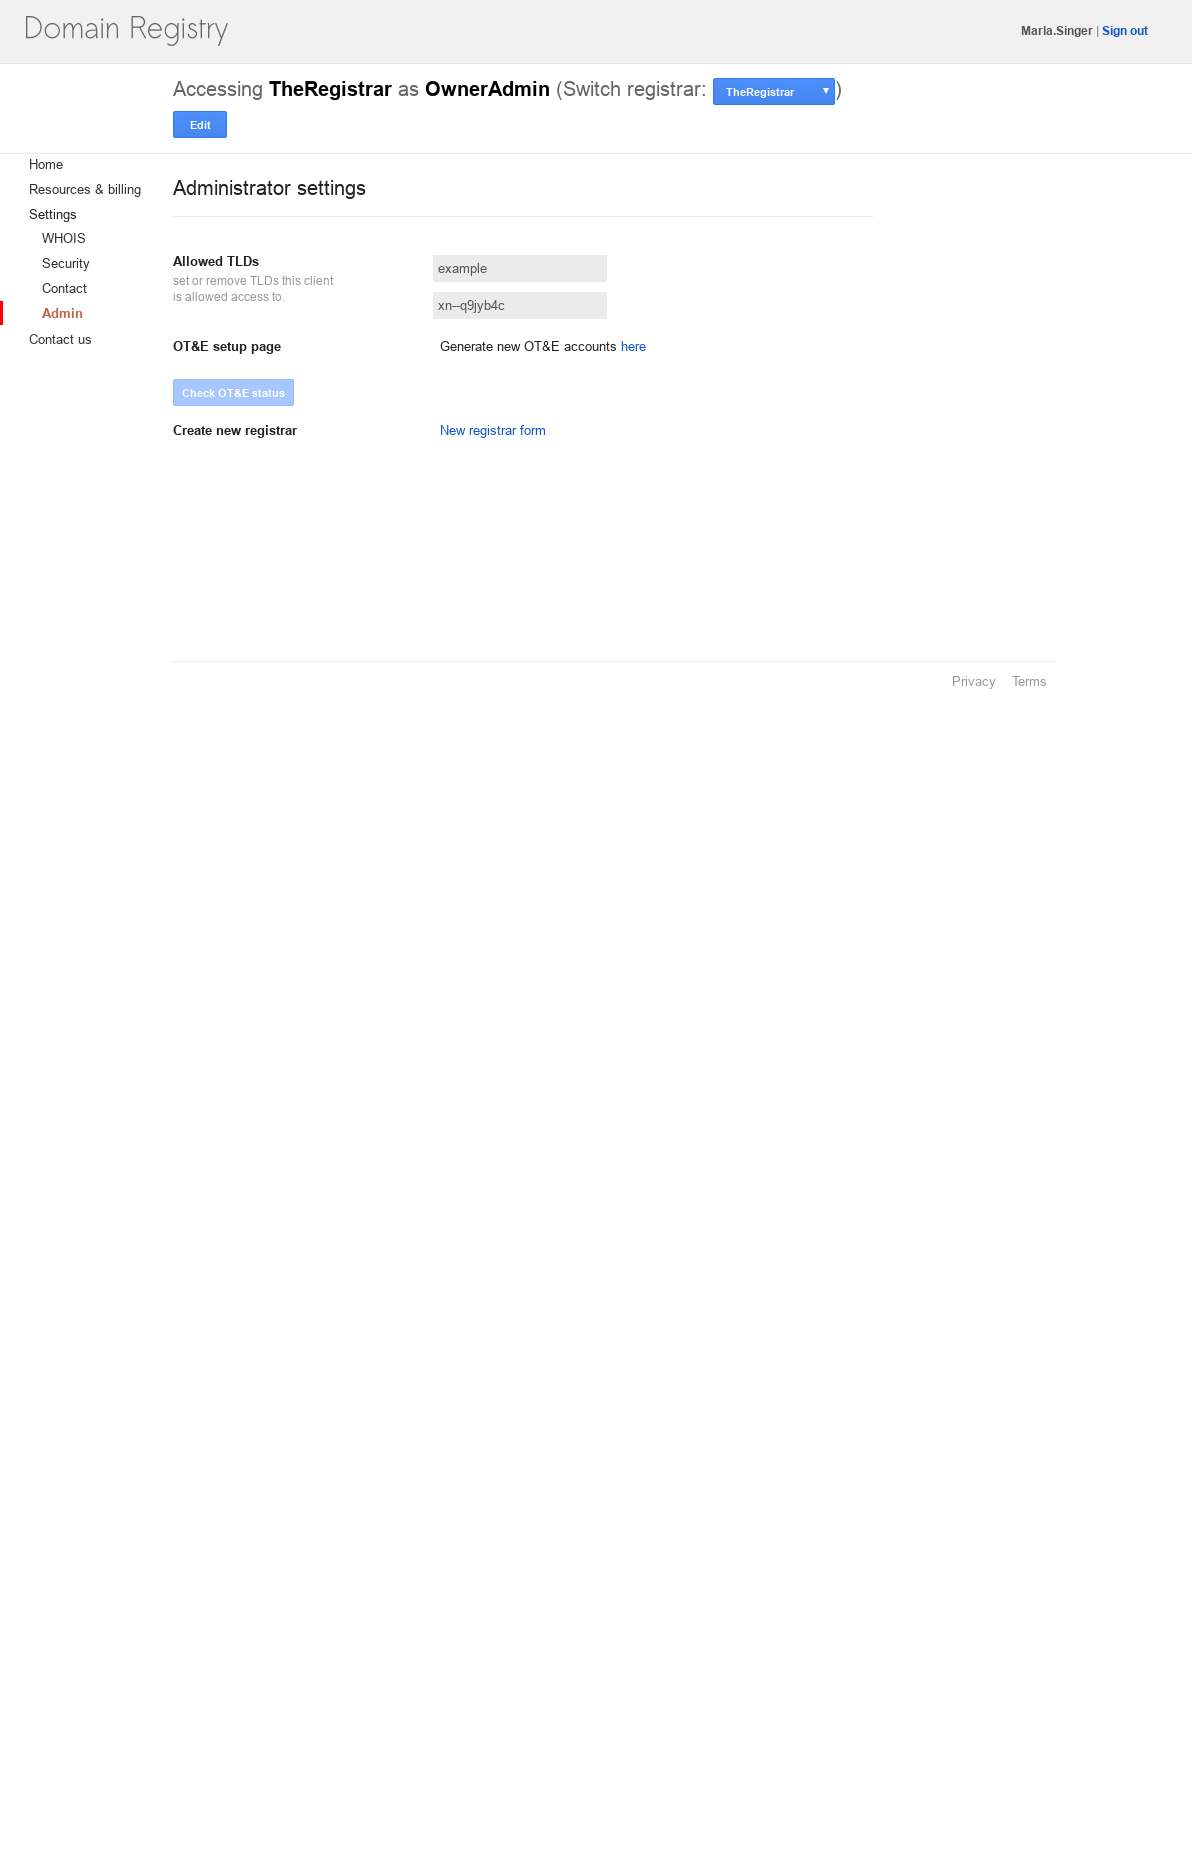 Domain Registry
Marla.Singer | Sign out
Accessing TheRegistrar as OwnerAdmin (Switch registrar: TheRegistrar ▼)
Edit
Home
Resources & billing
Settings
WHOIS
Security
Contact
Admin
Contact us
Administrator settings
Allowed TLDs
set or remove TLDs this client
is allowed access to.
example
xn--q9jyb4c
OT&E setup page
Generate new OT&E accounts here
Check OT&E status
Create new registrar
New registrar form
Privacy Terms